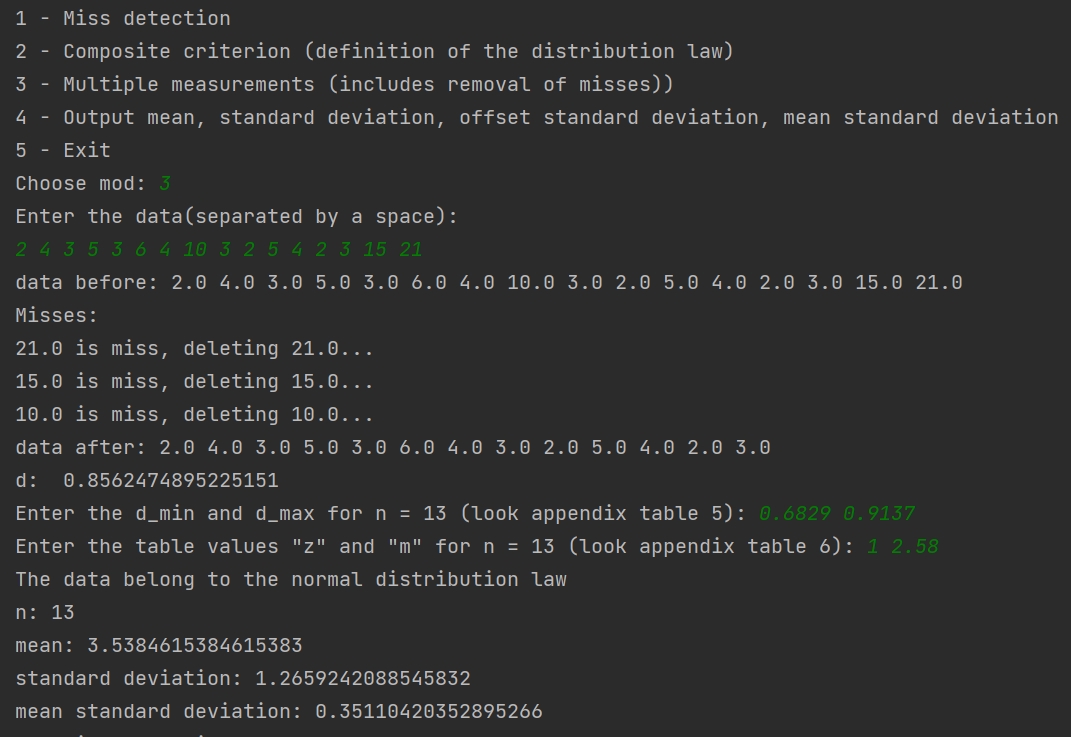 1 - Miss detection
2 - Composite criterion (definition of the distribution law)
3 - Multiple measurements (includes removal of misses))
4 - Output mean, standard deviation, offset standard deviation, mean standard deviation
5 - Exit
Choose mod: 3
Enter the data(separated by a space):
2 4 3 5 3 6 4 10 3 2 5 4 2 3 15 21
data before: 2.0 4.0 3.0 5.0 3.0 6.0 4.0 10.0 3.0 2.0 5.0 4.0 2.0 3.0 15.0 21.0
Misses:
21.0 is miss, deleting 21.0...
15.0 is miss, deleting 15.0...
10.0 is miss, deleting 10.0...
data after: 2.0 4.0 3.0 5.0 3.0 6.0 4.0 3.0 2.0 5.0 4.0 2.0 3.0
d:  0.8562474895225151
Enter the d_min and d_max for n = 13 (look appendix table 5): 0.6829 0.9137
Enter the table values "z" and "m" for n = 13 (look appendix table 6): 1 2.58
The data belong to the normal distribution law
n: 13
mean: 3.5384615384615383
standard deviation: 1.2659242088545832
mean standard deviation: 0.35110420352895266